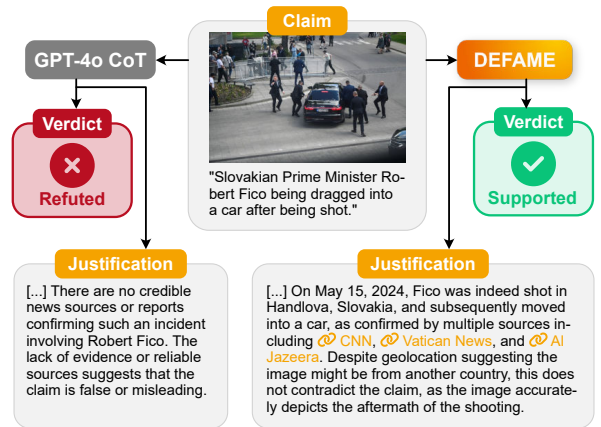 Claim
GPT-4o CoT
DEFAME
"Slovakian Prime Minister Ro-
bert Fico being dragged into
a car after being shot."
Verdict
Refuted
Verdict
Supported
Justification
[...] There are no credible
news sources or reports
confirming such an incident
involving Robert Fico. The
lack of evidence or reliable
sources suggests that the
claim is false or misleading.
Justification
[...] On May 15, 2024, Fico was indeed shot in
Handlova, Slovakia, and subsequently moved
into a car, as confirmed by multiple sources in-
cluding CNN, Vatican News, and Al
Jazeera. Despite geolocation suggesting the
image might be from another country, this does
not contradict the claim, as the image accurate-
ly depicts the aftermath of the shooting.